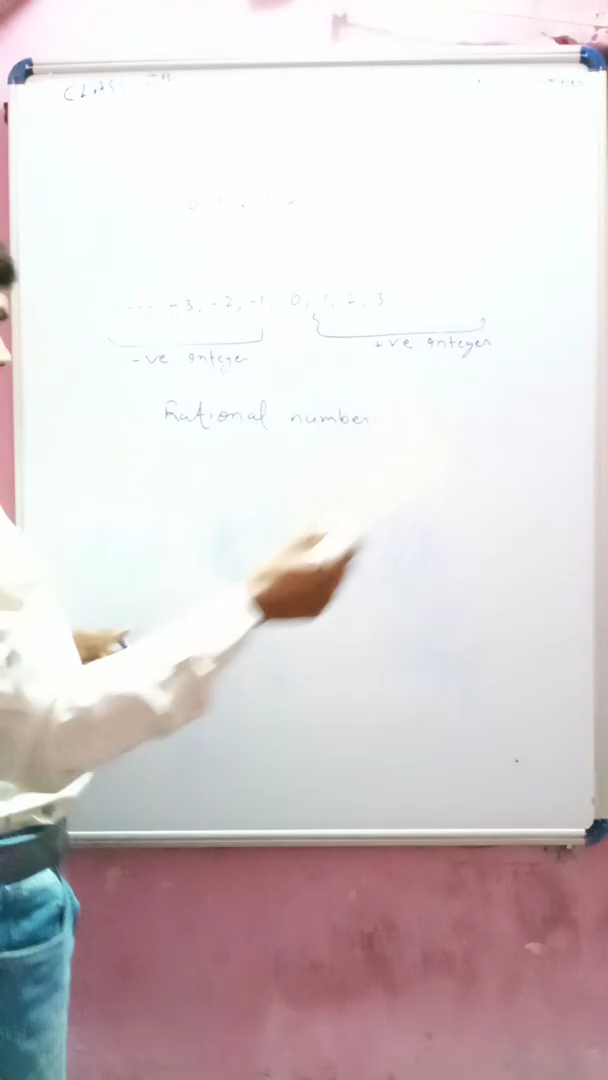 CLASS
.... -3, -2, -1, 0, 1, 2, 3
-ve integer +ve integer
Rational number